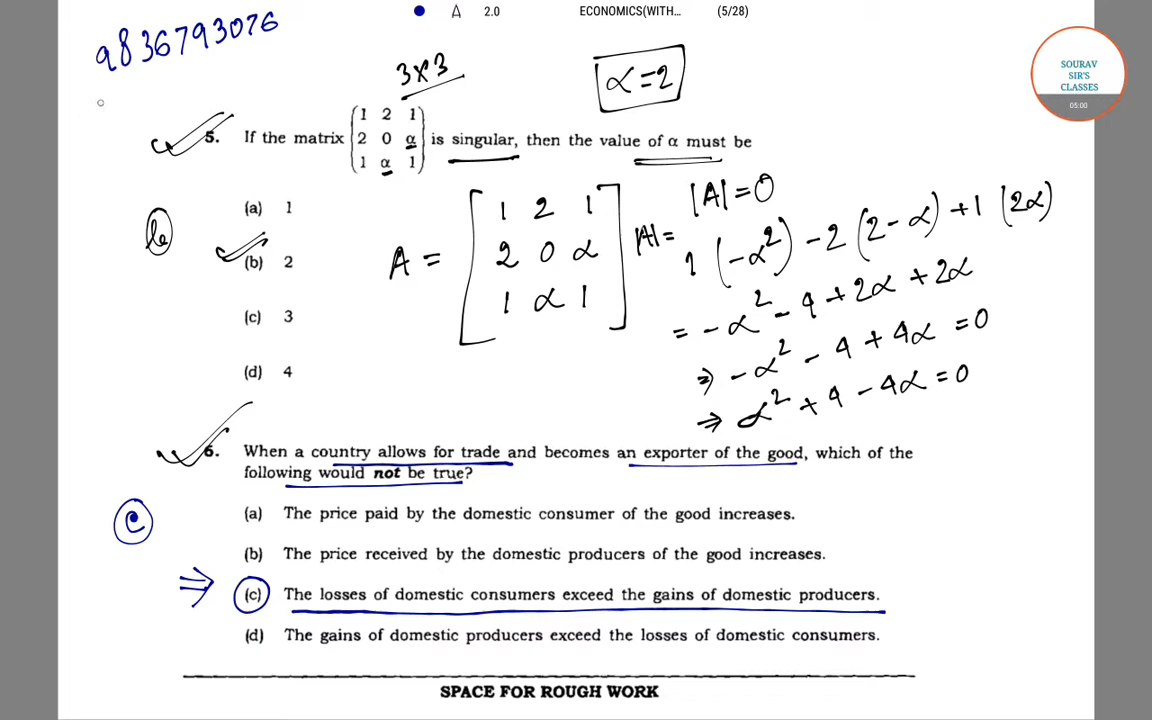 A 2.0 ECONOMICS(WITH... (5/28)
9836793076
3×3
α=2
SOURAV
SIR'S
CLASSES
05:00
5. If the matrix (1 2 1
2 0 α
1 α 1) is singular, then the value of α must be
(a) 1
(b) 2
(c) 3
(d) 4
b
A = [1 2 1
2 0 α
1 α 1]
|A|=0
|A|= 1(-α²) -2(2-α) +1(2α)
= -α² - 4 + 2α + 2α
⇒ -α² - 4 + 4α = 0
⇒ α² + 4 - 4α = 0
6. When a country allows for trade and becomes an exporter of the good, which of the
following would not be true?
C
(a) The price paid by the domestic consumer of the good increases.
(b) The price received by the domestic producers of the good increases.
⇒ (c) The losses of domestic consumers exceed the gains of domestic producers.
(d) The gains of domestic producers exceed the losses of domestic consumers.
SPACE FOR ROUGH WORK